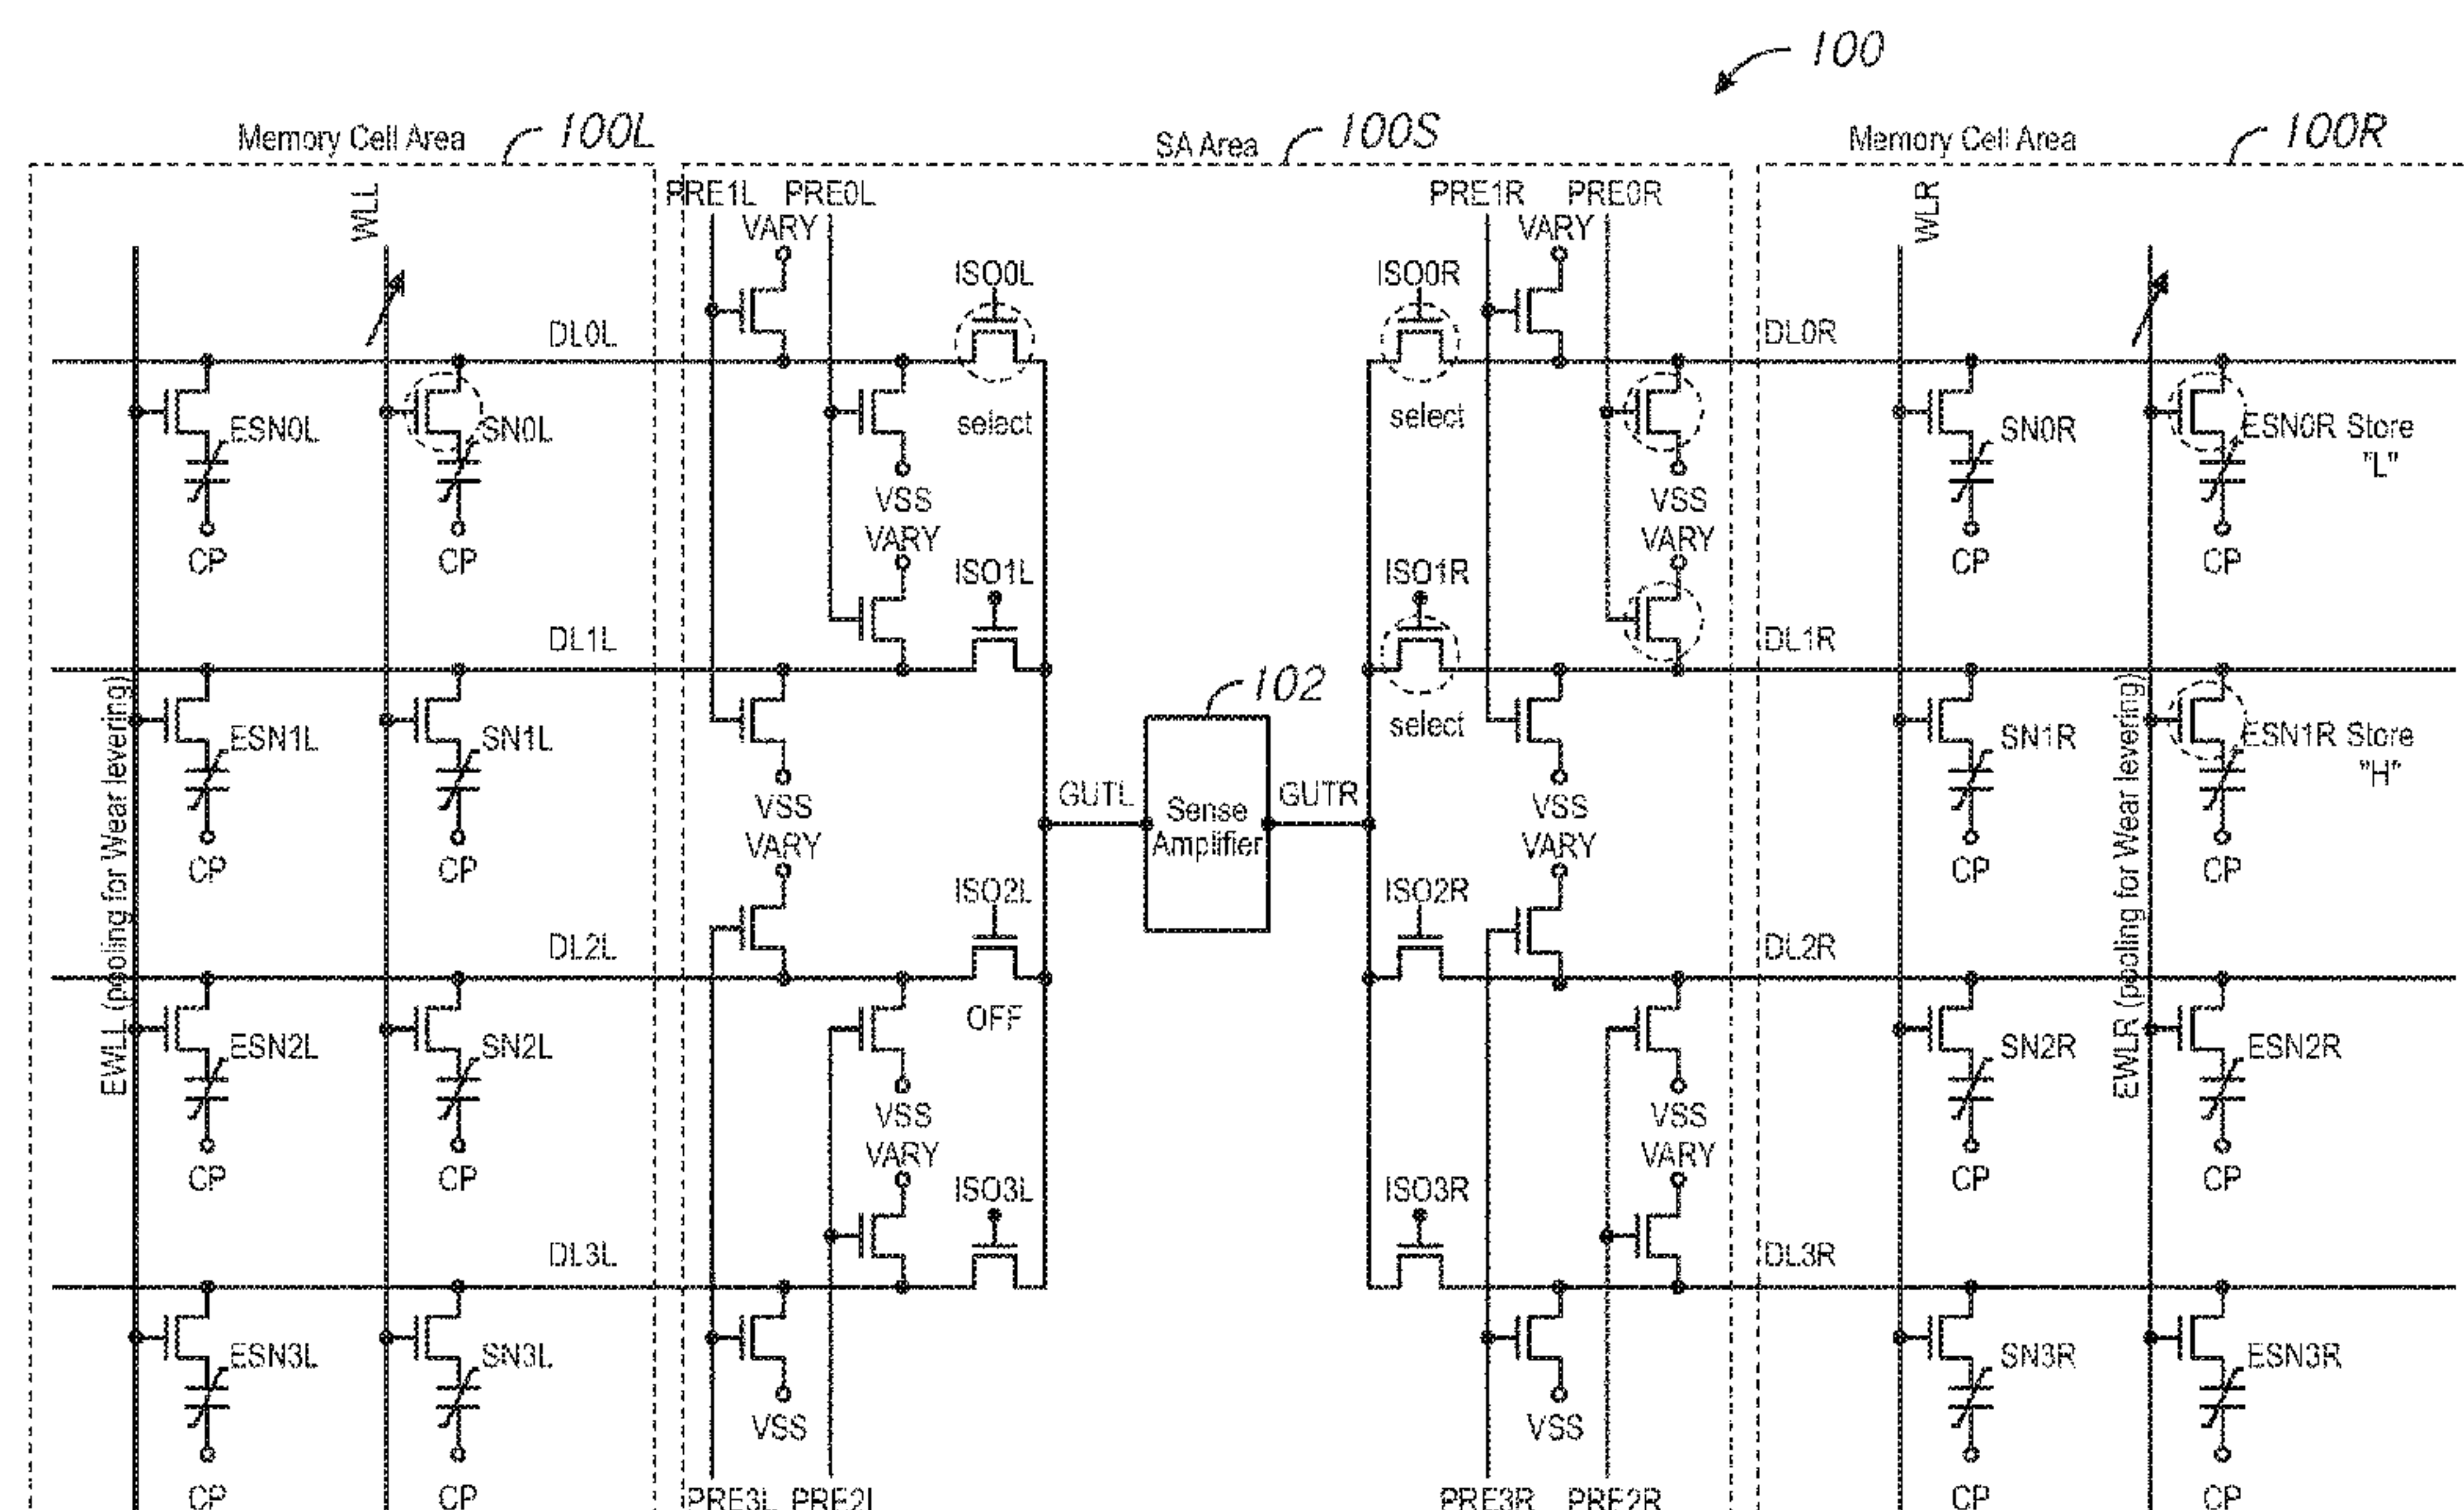 100
Memory Cell Area
100L
SA Area
100S
Memory Cell Area
100R
WLL
PRE1L
PRE0L
VARY
PRE1R
PRE0R
VARY
WLR
ISO0L
ISO0R
DL0L
DL0R
ESN0L
SN0L
select
select
SN0R
ESN0R Store
"L"
VSS
VARY
VSS
VARY
CP
CP
CP
CP
ISO1L
ISO1R
DL1L
DL1R
102
ESN1L
SN1L
select
SN1R
ESN1R Store
"H"
EWLL (pooling for Wear levering)
EWLR (pooling for Wear levering)
VSS
VARY
GUTL
Sense
Amplifier
GUTR
VSS
VARY
CP
CP
CP
CP
ISO2L
ISO2R
DL2L
DL2R
OFF
ESN2L
SN2L
SN2R
ESN2R
VSS
VARY
VSS
VARY
CP
CP
CP
CP
ISO3L
ISO3R
DL3L
DL3R
ESN3L
SN3L
SN3R
ESN3R
VSS
VSS
CP
CP
PRE3L
PRE2L
PRE3R
PRE2R
CP
CP